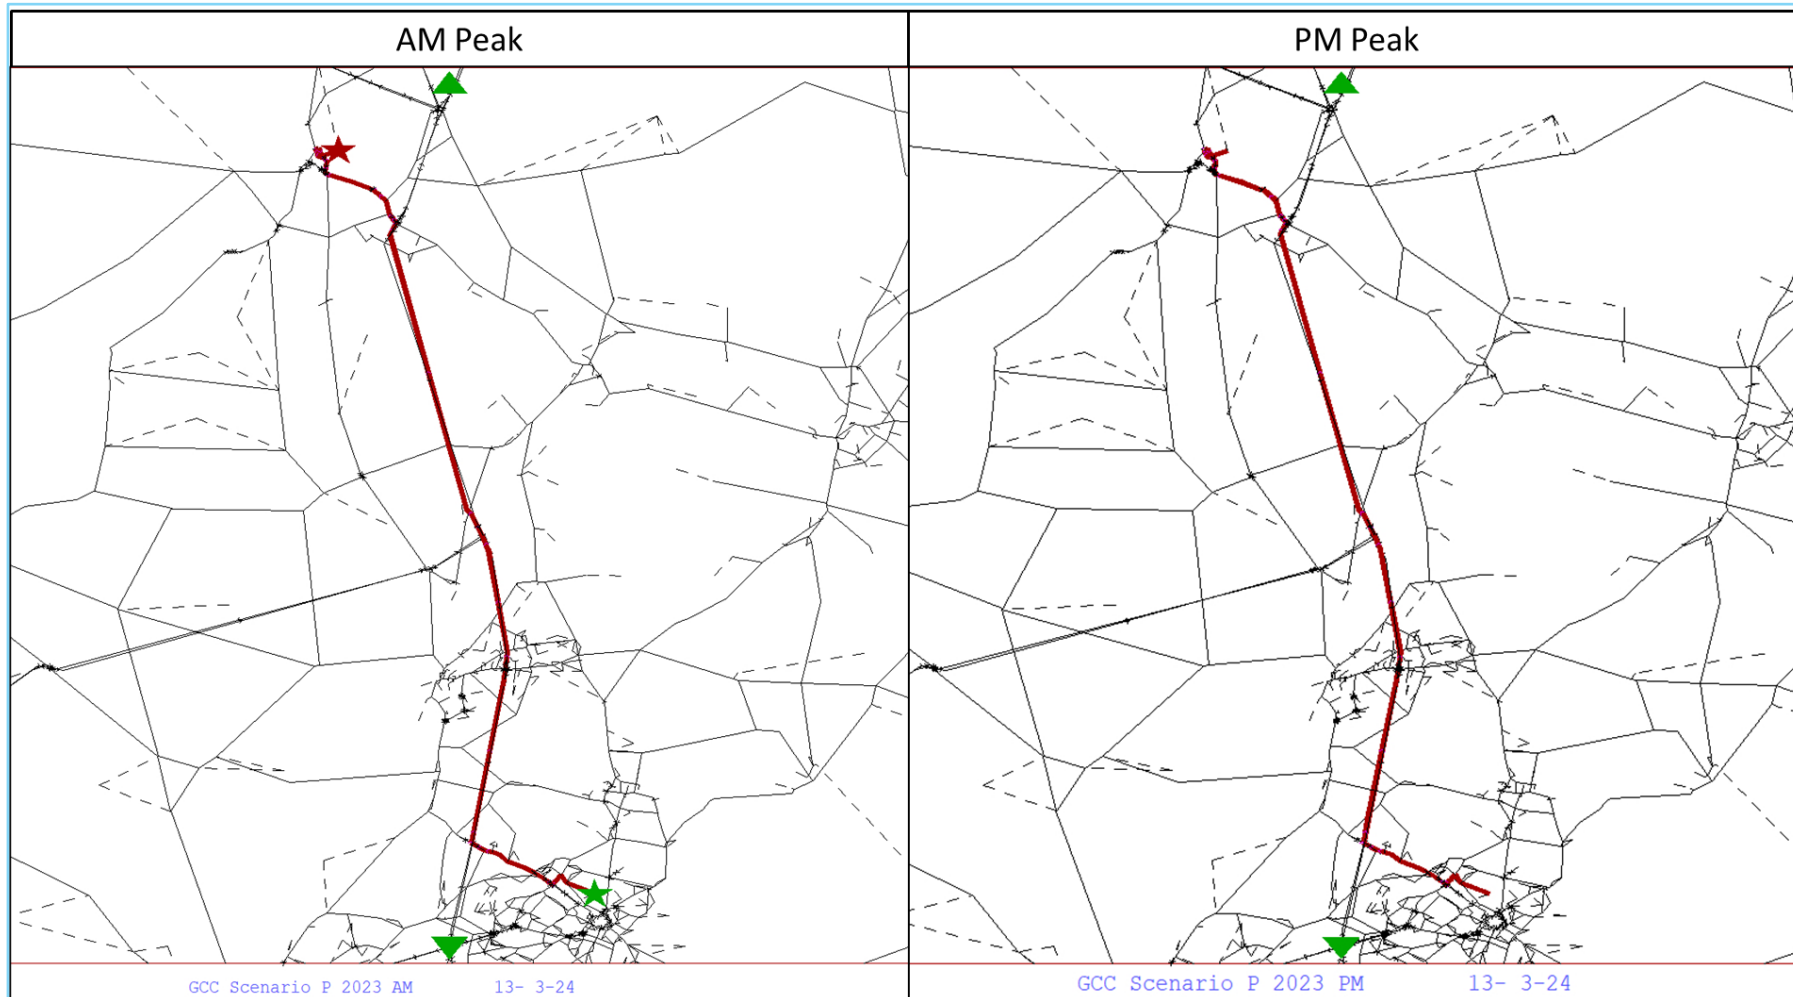 AM Peak
PM Peak
GCC Scenario P 2023 AM 13- 3-24
GCC Scenario P 2023 PM 13- 3-24